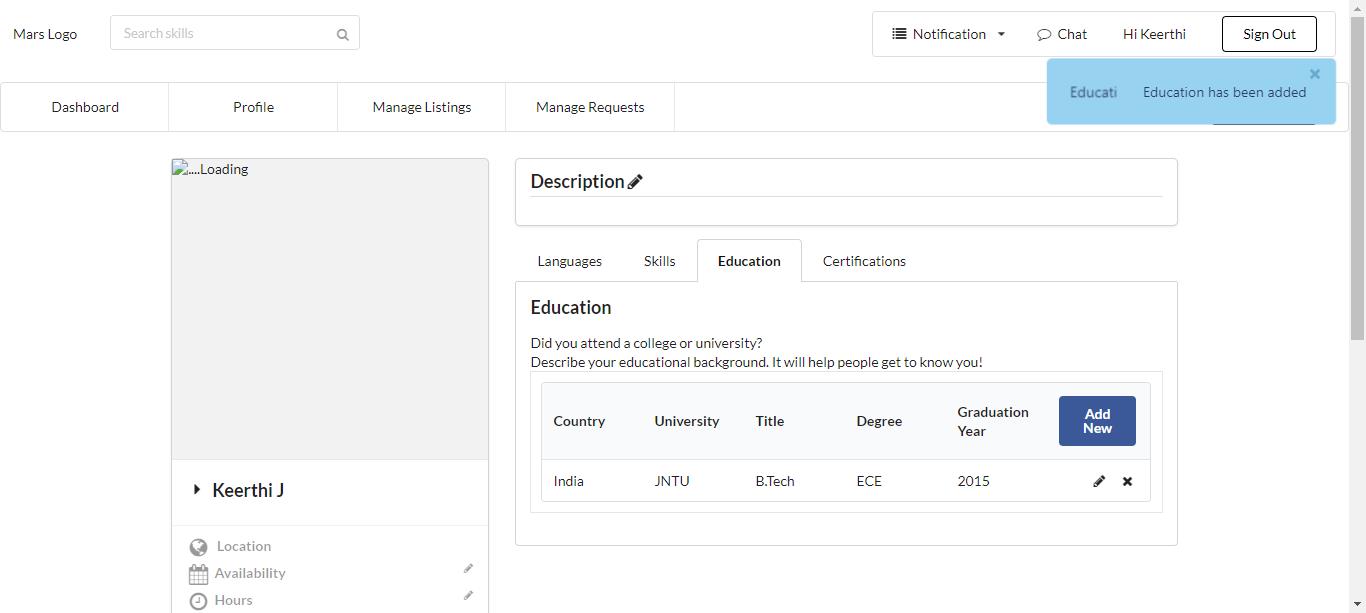 Mars Logo
Search skills
Notification
Chat
Hi Keerthi
Sign Out
Educati
Education has been added
Dashboard
Profile
Manage Listings
Manage Requests
....Loading
Description
Languages
Skills
Education
Certifications
Education
Did you attend a college or university?
Describe your educational background. It will help people get to know you!
Country University Title Degree Graduation Year Add New
India JNTU B.Tech ECE 2015
Keerthi J
Location
Availability
Hours